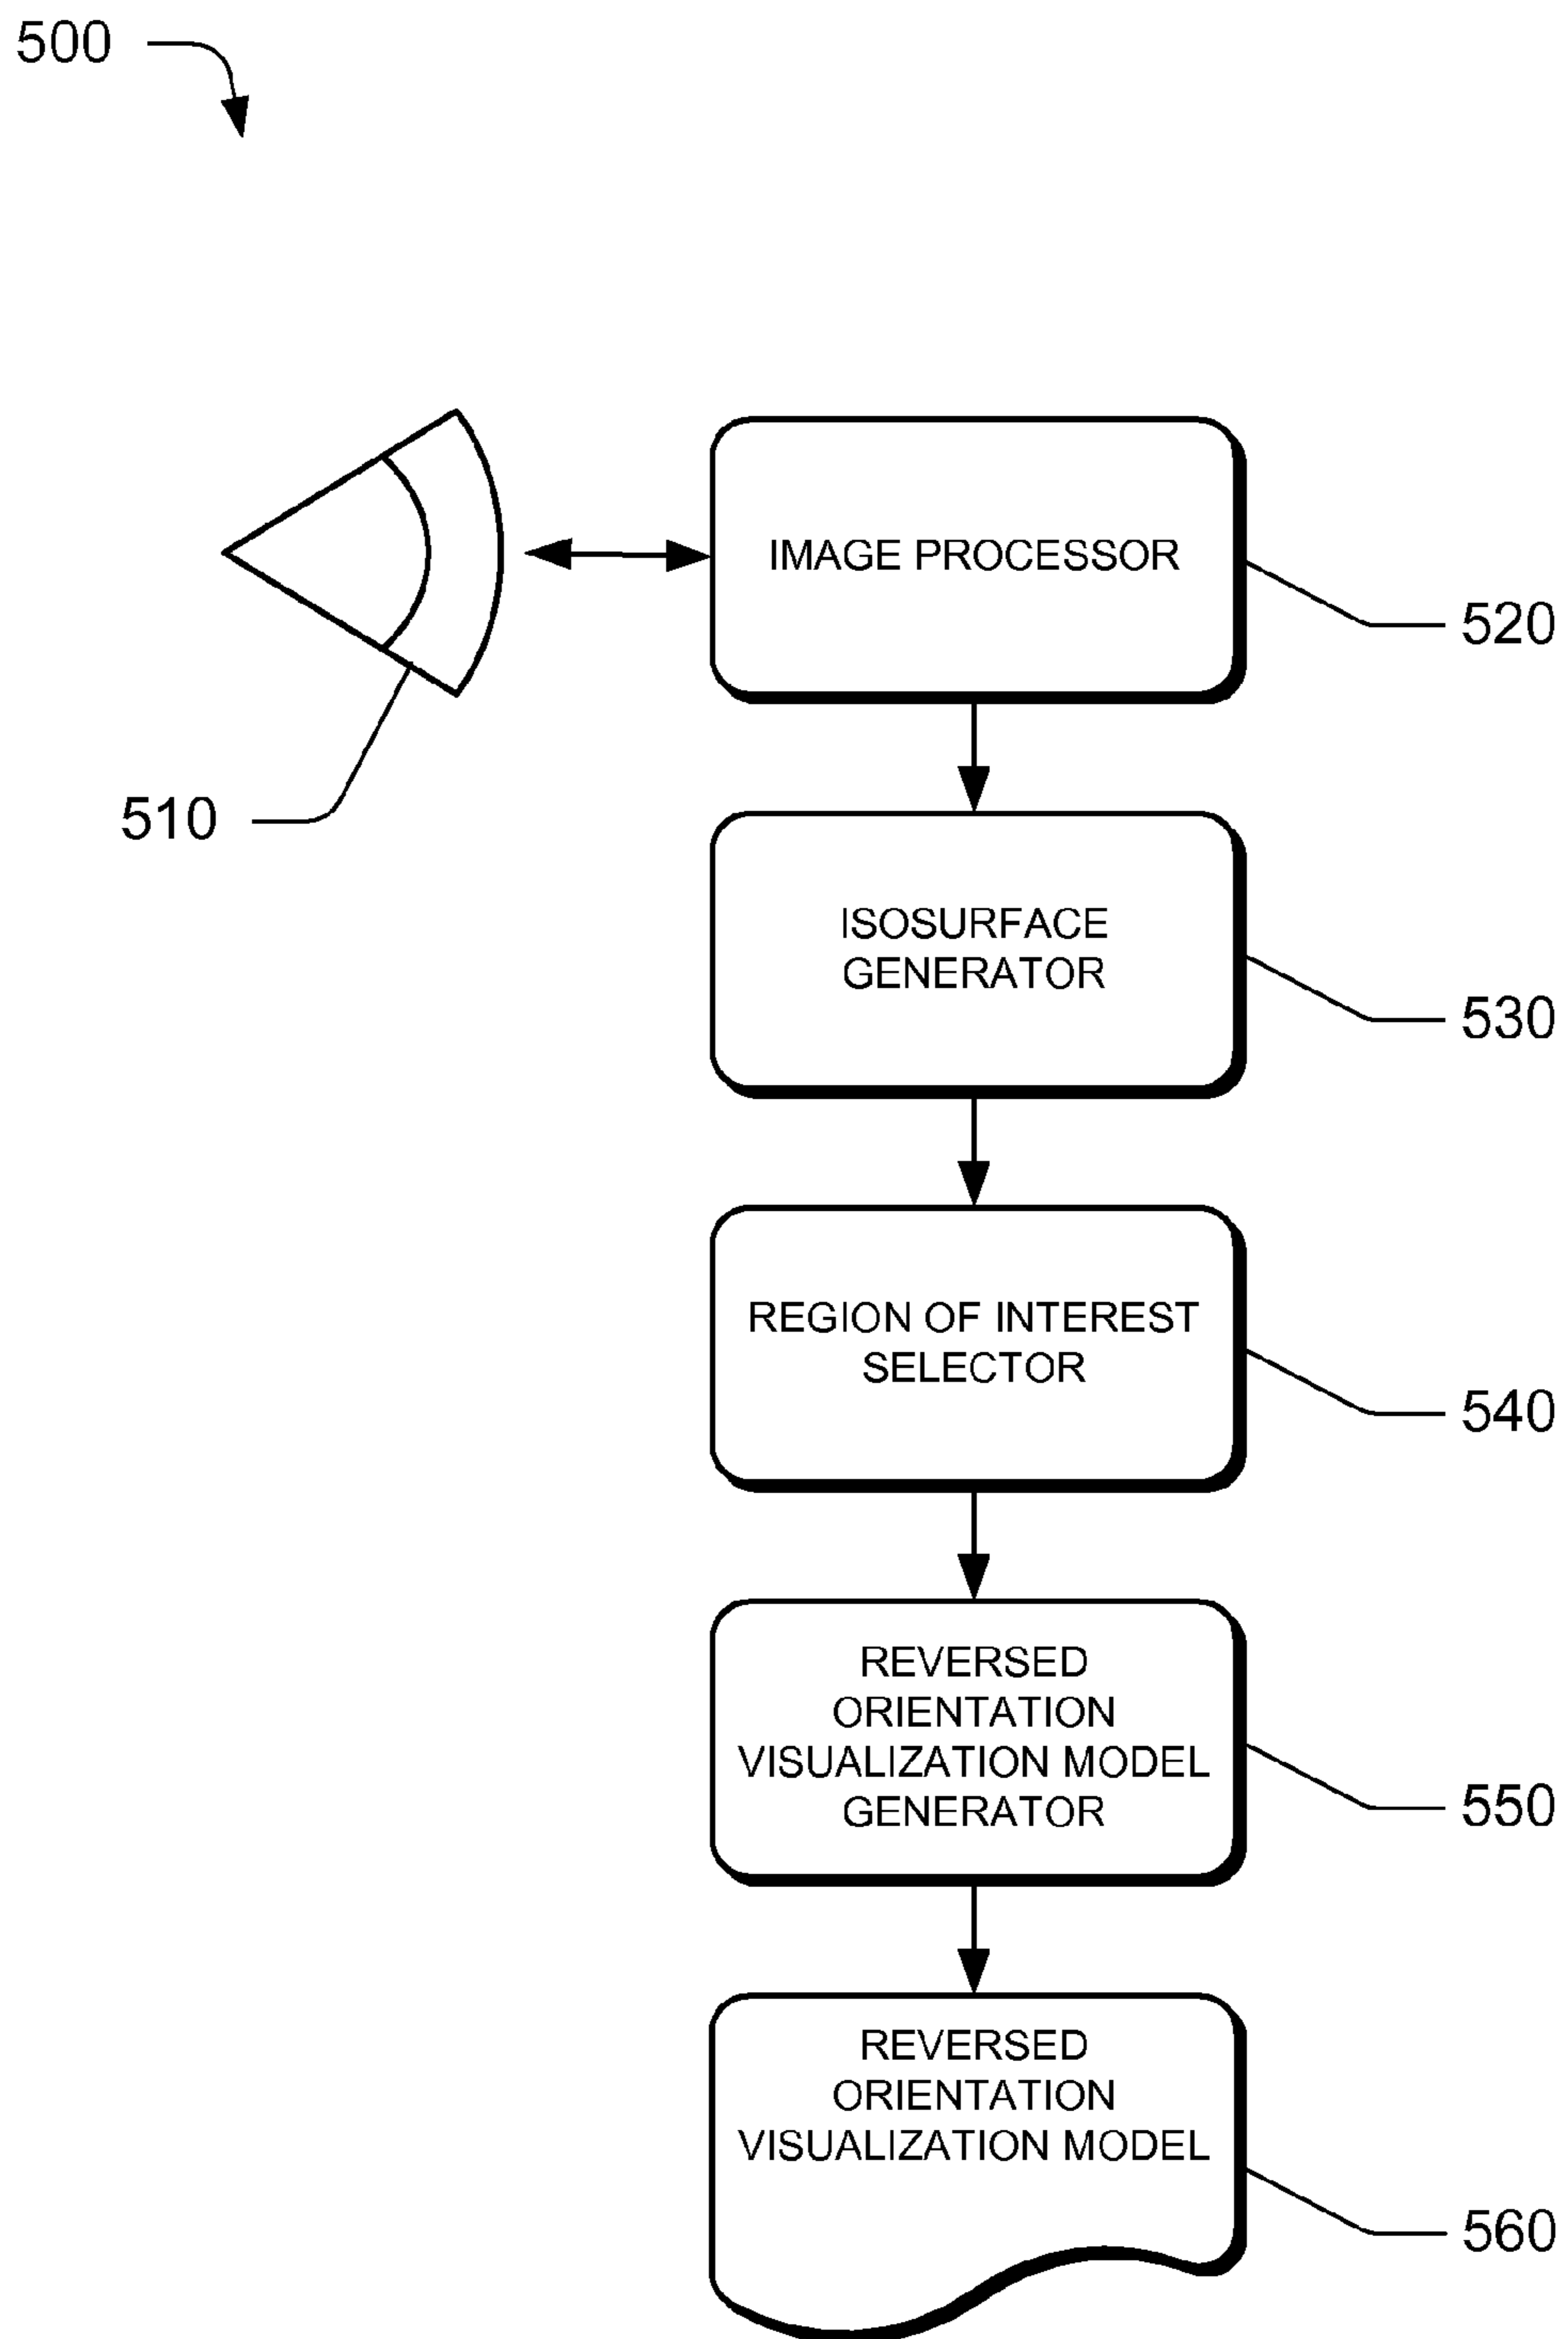 500
IMAGE PROCESSOR
520
510
ISOSURFACE
GENERATOR
530
REGION OF INTEREST
SELECTOR
540
REVERSED
ORIENTATION
VISUALIZATION MODEL
GENERATOR
550
REVERSED
ORIENTATION
VISUALIZATION MODEL
560